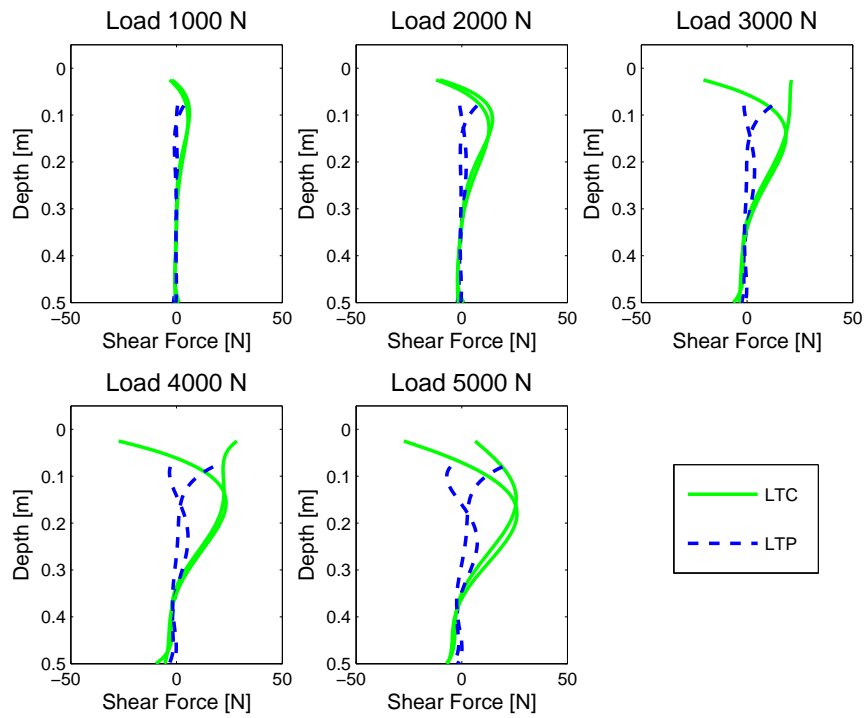 Load 1000 N
Load 2000 N
Load 3000 N
0
0.1
0.2
0.3
0.4
0.5
Depth [m]
−50
0
50
Shear Force [N]
0
0.1
0.2
0.3
0.4
0.5
Depth [m]
−50
0
50
Shear Force [N]
0
0.1
0.2
0.3
0.4
0.5
Depth [m]
−50
0
50
Shear Force [N]
Load 4000 N
Load 5000 N
0
0.1
0.2
0.3
0.4
0.5
Depth [m]
−50
0
50
Shear Force [N]
0
0.1
0.2
0.3
0.4
0.5
Depth [m]
−50
0
50
Shear Force [N]
LTC
LTP